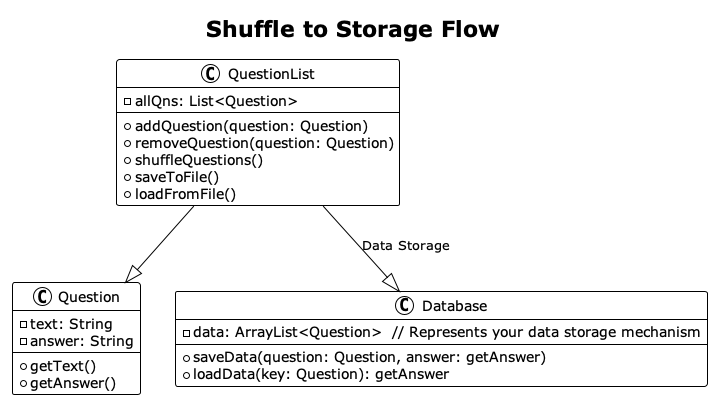 Shuffle to Storage Flow
C QuestionList
allQns: List<Question>
addQuestion(question: Question)
removeQuestion(question: Question)
shuffleQuestions()
saveToFile()
loadFromFile()
Data Storage
C Question
text: String
answer: String
getText()
getAnswer()
C Database
data: ArrayList<Question>  // Represents your data storage mechanism
saveData(question: Question, answer: getAnswer)
loadData(key: Question): getAnswer